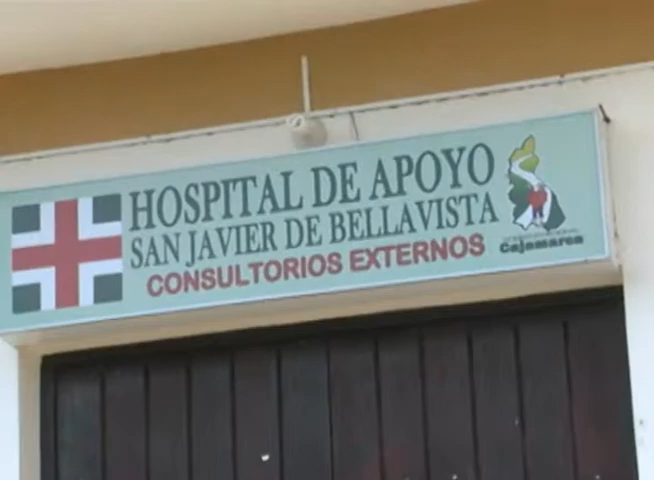 HOSPITAL DE APOYO
SAN JAVIER DE BELLAVISTA
CONSULTORIOS EXTERNOS
Cajamarca